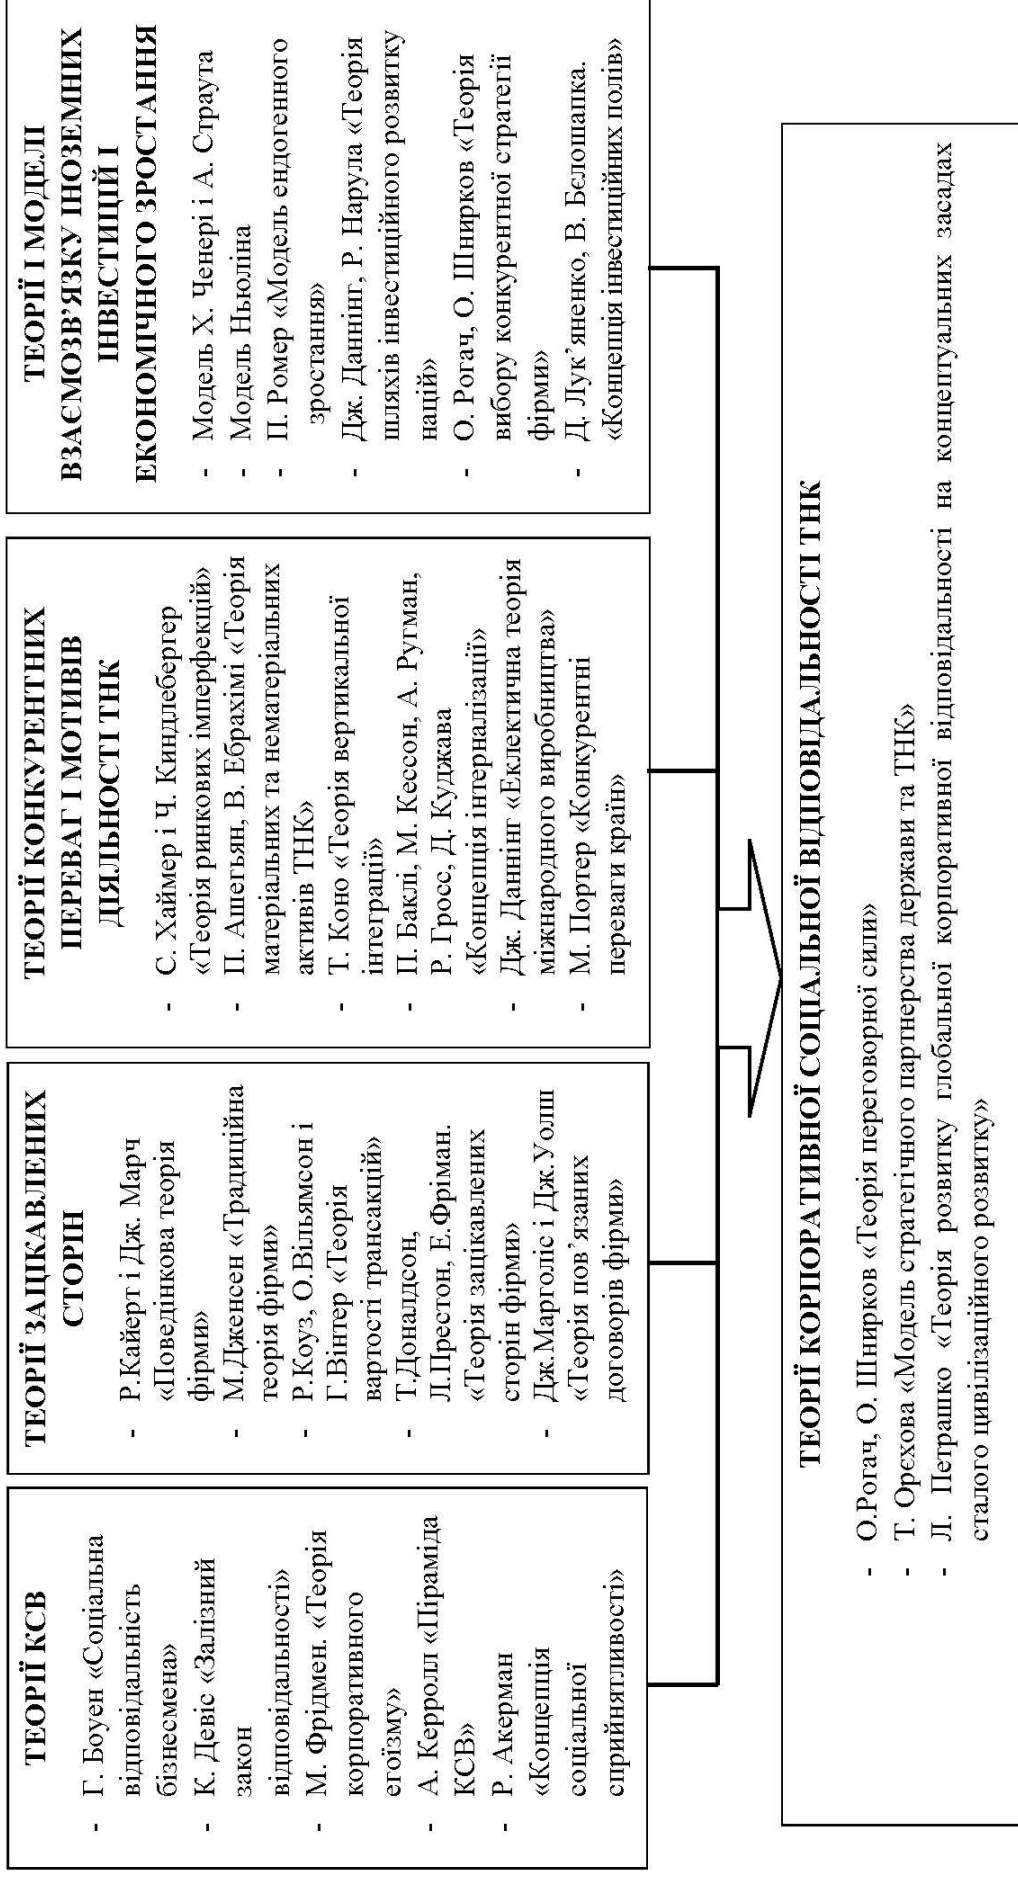 ТЕОРІЇ КСВ
- Г. Боуен «Соціальна
відповідальність
бізнесмена»
- К. Девіс «Залізний
закон
відповідальності»
- М. Фрідмен. «Теорія
корпоративного
егоїзму»
- А. Керролл «Піраміда
КСВ»
- Р. Акерман
«Концепція
соціальної
сприйнятливості»
ТЕОРІЇ ЗАЦІКАВЛЕНИХ
СТОРІН
- Р.Кайерт і Дж. Марч
«Поведінкова теорія
фірми»
- М.Дженсен «Традиційна
теорія фірми»
- Р.Коуз, О.Вільямсон і
Г.Вінтер «Теорія
вартості трансакцій»
- Т.Доналдсон,
Л.Престон, Е.Фріман.
«Теорія зацікавлених
сторін фірми»
- Дж.Марголіс і Дж.Уолш
«Теорія пов’язаних
договорів фірми»
ТЕОРІЇ КОНКУРЕНТНИХ
ПЕРЕВАГ І МОТИВІВ
ДІЯЛЬНОСТІ ТНК
- С. Хаймер і Ч. Киндлебергер
«Теорія ринкових імперфекцій»
- П. Ашегьян, В. Ебрахімі «Теорія
матеріальних та нематеріальних
активів ТНК»
- Т. Коно «Теорія вертикальної
інтеграції»
- П. Баклі, М. Кессон, А. Ругман,
Р. Гросс, Д. Куджава
«Концепція інтерналізації»
- Дж. Даннінг «Еклектична теорія
міжнародного виробництва»
- М. Портер «Конкурентні
переваги країн»
ТЕОРІЇ І МОДЕЛІ
ВЗАЄМОЗВ’ЯЗКУ ІНОЗЕМНИХ
ІНВЕСТИЦІЙ І
ЕКОНОМІЧНОГО ЗРОСТАННЯ
- Модель Х. Ченері і А. Страута
- Модель Ньюліна
- П. Ромер «Модель ендогенного
зростання»
- Дж. Даннінг, Р. Нарула «Теорія
шляхів інвестиційного розвитку
націй»
- О. Рогач, О. Шнирков «Теорія
вибору конкурентної стратегії
фірми»
- Д. Лук’яненко, В. Бєлошапка.
«Концепція інвестиційних полів»
ТЕОРІЇ КОРПОРАТИВНОЇ СОЦІАЛЬНОЇ ВІДПОВІДАЛЬНОСТІ ТНК
- О.Рогач, О. Шнирков «Теорія переговорної сили»
- Т. Орєхова «Модель стратегічного партнерства держави та ТНК»
- Л. Петрашко «Теорія розвитку глобальної корпоративної відповідальності на концептуальних засадах
сталого цивілізаційного розвитку»